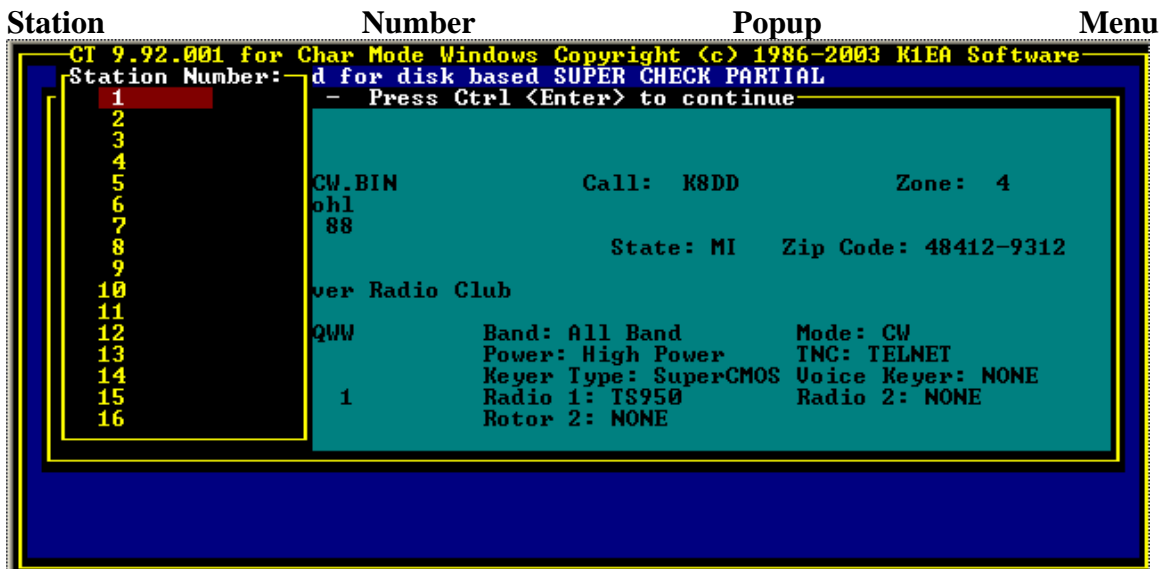 Station Number Popup Menu
CT 9.92.001 for Char Mode Windows Copyright (c) 1986-2003 K1EA Software
Station Number: d for disk based SUPER CHECK PARTIAL
1 - Press Ctrl <Enter> to continue
2
3
4
5 CW.BIN Call: K8DD Zone: 4
6 ohl
7 88
8 State: MI Zip Code: 48412-9312
9
10 ver Radio Club
11
12 QWW Band: All Band Mode: CW
13 Power: High Power TNC: TELNET
14 Keyer Type: SuperCMOS Voice Keyer: NONE
15 1 Radio 1: TS950 Radio 2: NONE
16 Rotor 2: NONE